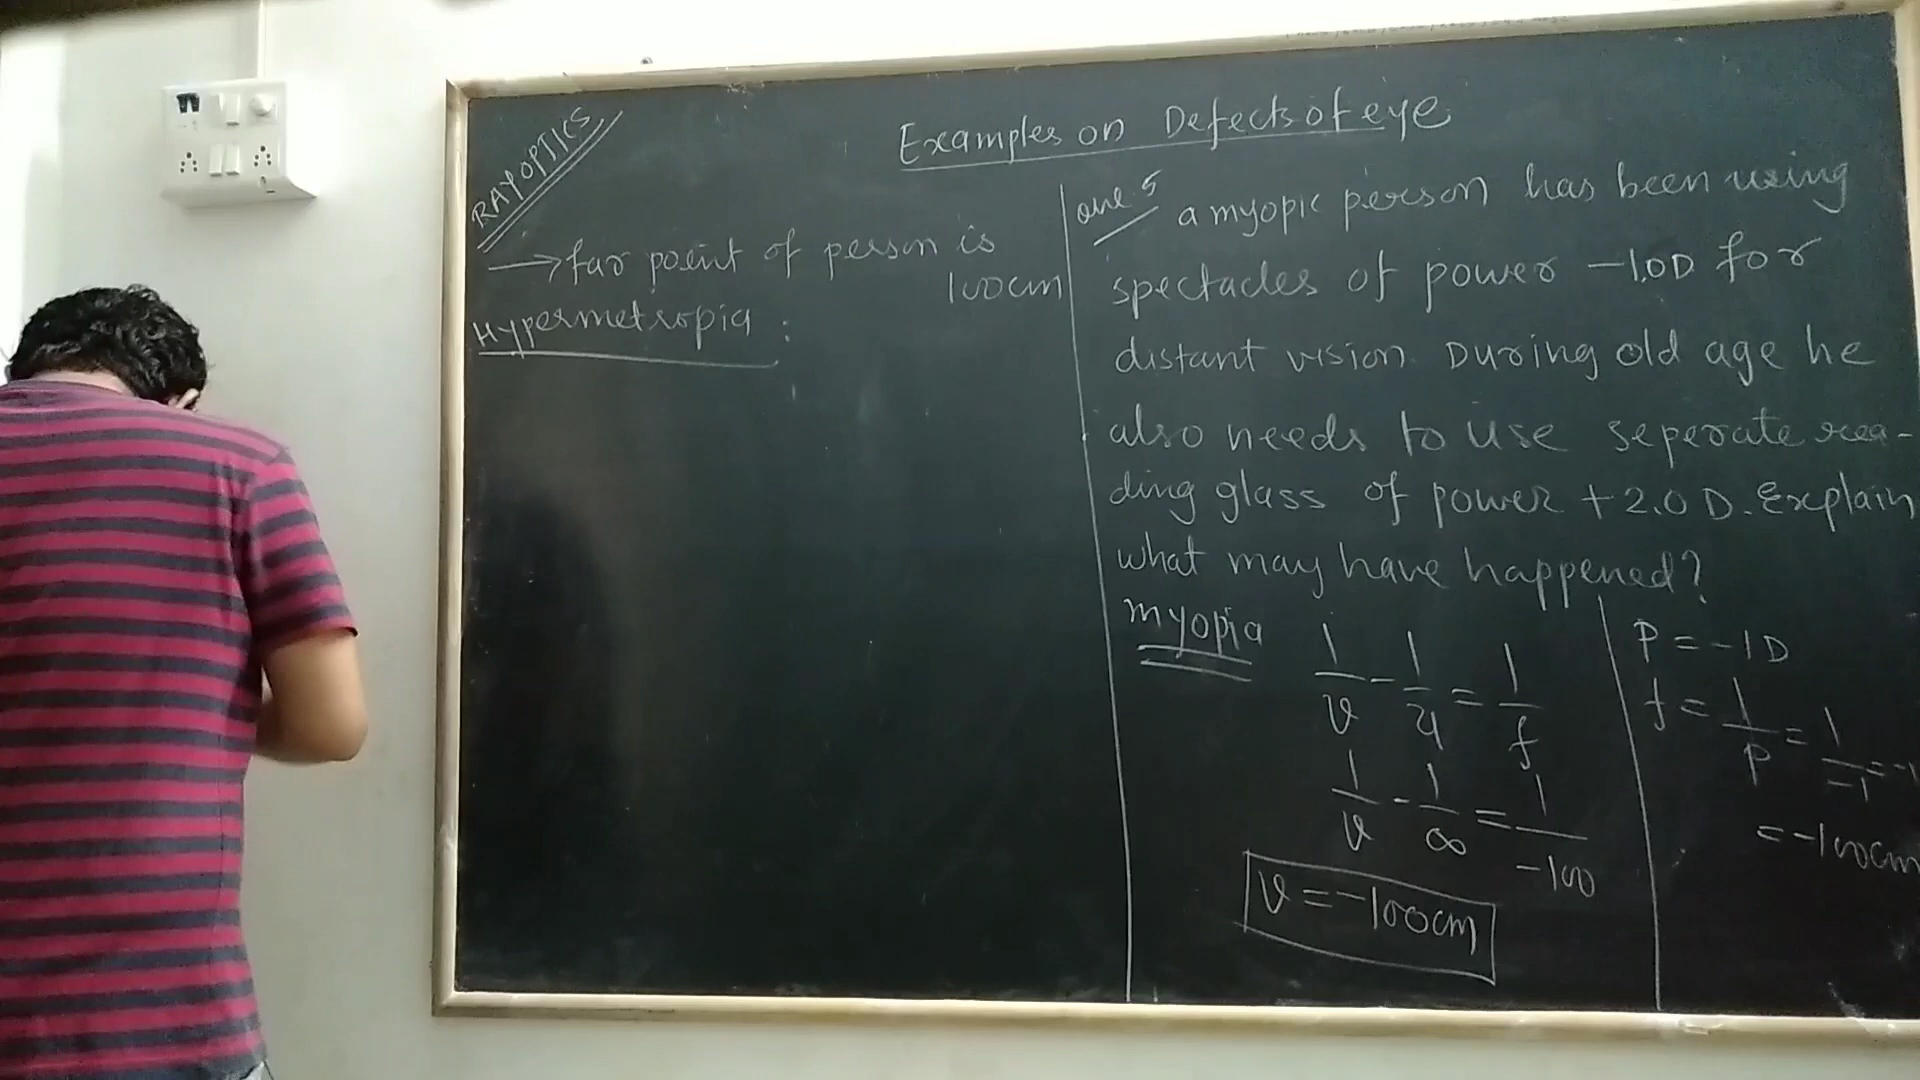 RAY OPTICS
Examples on Defects of eye
→ far point of person is
100cm
Hypermetropia :
que. 5 a myopic person has been using
spectacles of power -1.0D for
distant vision. During old age he
also needs to use seperate rea-
ding glass of power +2.0 D. Explain
what may have happened?
myopia
1/v - 1/u = 1/f
1/v - 1/∞ = 1/-100
v = -100cm
P = -1D
f = 1/P = 1/-1 = -1
= -100cm